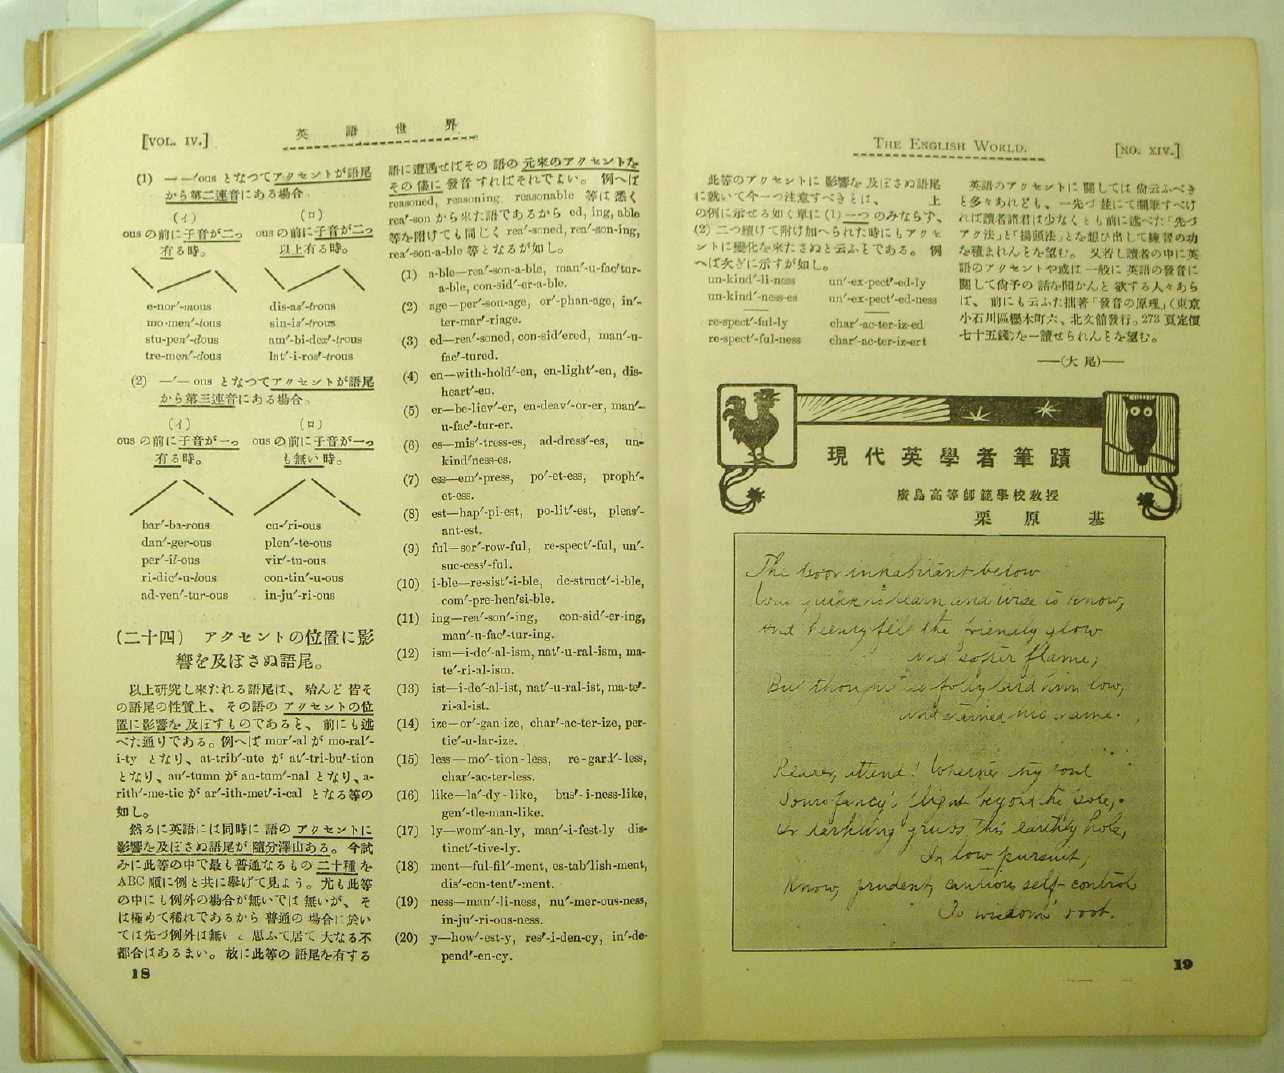 [VOL. IV.]
英語世界
(1) ——′ous となつてアクセントが語尾
から第二連音にある場合。
(イ)
ous の前に子音が二つ
有る時。
(ロ)
ous の前に子音が二つ
以上有る時。
e-nor′-mous
mo-men′-tous
stu-pen′-dous
tre-men′-dous
dis-as′-trous
sin-is′-trous
am′-bi-dex′-trous
lat′-i-ros′-trous
(2) —′— ous となつてアクセントが語尾
から第三連音にある場合。
(イ)
ous の前に子音が一つ
有る時。
(ロ)
ous の前に子音が一つ
も無い時。
bar′-ba-rous
dan′-ger-ous
per′-il-ous
ri-dic′-u-lous
ad-ven′-tur-ous
cu-′ri-ous
plen′-te-ous
vir′-tu-ous
con-tin′-u-ous
in-ju′-ri-ous
(二十四) アクセントの位置に影
響を及ぼさぬ語尾。
以上研究し來たれる語尾は、殆んど皆そ
の語尾の性質上、その語のアクセントの位
置に影響を及ぼすものであると、前にも述
べた通りである。例へば mor′-al が mo-ral′-
i-ty となり、at-trib′-ute が at′-tri-bu′-tion
となり、au′-tumn が au-tum′-nal となり、a-
rith′-me-tic が ar′-ith-met′-i-cal となる等の
如し。
然るに英語には同時に語のアクセントに
影響を及ぼさぬ語尾が隨分澤山ある。今試
みに此等の中で最も普通なるもの二十種を
ABC 順に例と共に擧げて見よう。尤も此等
の中にも例外の場合が無いでは無いが、そ
は極めて稀れであるから普通の場合に於い
ては先づ例外は無いと思ふて居て大なる不
都合はあるまい。故に此等の語尾を有する
18
語に遭遇せばその語の元來のアクセントを
その儘に發音すればそれでよい。例へば
reasoned, reasoning, reasonable 等は悉く
rea′-son から來た語であるから ed, ing, able
等を附けても同じく rea′-soned, rea′-son-ing,
rea′-son-a-ble 等となるが如し。
(1) a-ble—rea′-son-a-ble, man′-u-fac′tur-
a-ble, con-sid′-er-a-ble.
(2) age—per′-son-age, or′-phan-age, in′-
ter-mar′-riage.
(3) ed—rea′-soned, con-sid′ered, man′-u-
fac′-tured.
(4) en—with-hold′-en, en-light′-en, dis-
heart′-en.
(5) er—be-liev′-er, en-deav′-or-er, man′-
u-fac′-tur-er.
(6) es—mis′-tress-es, ad-dress′-es, un-
kind′ness-es.
(7) ess—em′-press, po′-et-ess, proph′-
et-ess.
(8) est—hap′-pi-est, po-lit′-est, pleas′-
ant-est.
(9) ful—sor′-row-ful, re-spect′-ful, un′-
suc-cess′-ful.
(10) i-ble—re-sist′-i-ble, de-struct′-i-ble,
com′-pre-hen′si-ble.
(11) ing—rea′-son′-ing, con-sid′-er-ing,
man′-u-fac′-tur-ing.
(12) ism—i-de′-al-ism, nat′-u-ral-ism, ma-
te′-ri-al-ism.
(13) ist—i-de′-al-ist, nat′-u-ral-ist, ma-te′-
ri-al-ist.
(14) ize—or′-gan-ize, char′-ac-ter-ize, per-
tic′-u-lar-ize.
(15) less—mo′-tion-less, re-gard′-less,
char′-ac-ter-less.
(16) like—la′-dy-like, bus′-i-ness-like,
gen′-tle-man-like.
(17) ly—wom′-an-ly, man′-i-fest-ly dis-
tinct′-tive-ly.
(18) ment—ful-fil′-ment, es-tab′lish-ment,
dis′-con-tent′-ment.
(19) ness—man′-li-ness, nu′-mer-ous-ness,
in-ju′-ri-ous-ness.
(20) y—how′-est-y, res′-i-den-cy, in′-de-
pend′-en-cy.
THE ENGLISH WORLD.
[NO. XIV.]
此等のアクセントに影響を及ぼさぬ語尾
に就いて今一つ注意すべきことは、上
の例に示せる如く單に (1) 一つのみならず、
(2) 二つ續けて附け加へられた時にもアクセ
ントに變化を來たさぬと云ふことである。例
へば次ぎに示すが如し。
un-kind′-li-ness
un-kind′-ness-es
un′-ex-pect′-ed-ly
un′-ex-pect′-ed-ness
re-spect′-ful-ly
re-spect′-ful-ness
char′-ac-ter-iz-ed
char′-ac-ter-iz-ert
英語のアクセントに關しては尙云ふべき
こと多々あれども、一先づ茲にて擱筆すべけ
れば讀者諸君は少なくとも前に述べた「先づ
アク法」と「揚頭法」とを想ひ出して練習の功
を積まれんことを望む。又若し讀者の中に英
語のアクセントや或は一般に英語の發音に
關して尙予の話を聞かんと欲する人々あら
ば、前にも云ふた拙著「發音の原理」(東京
小石川區櫻木町六、北文館發行。273 頁定價
七十五錢)を一讀せられんことを望む。
——(大尾)——
現代英學者筆蹟
廣島高等師範學校敎授
栗原基
The poor inhabitant below
Was quick to learn and wise to know,
And keenly felt the friendly glow
And softer flame;
But thoughtless folly laid him low,
And stained his name.
Reader, attend! Whether thy soul
Soars fancy's flight beyond the pole,
Or darkling grubs this earthly hole,
In low pursuit;
Know, prudent, cautious self-control
Is wisdom's root.
19